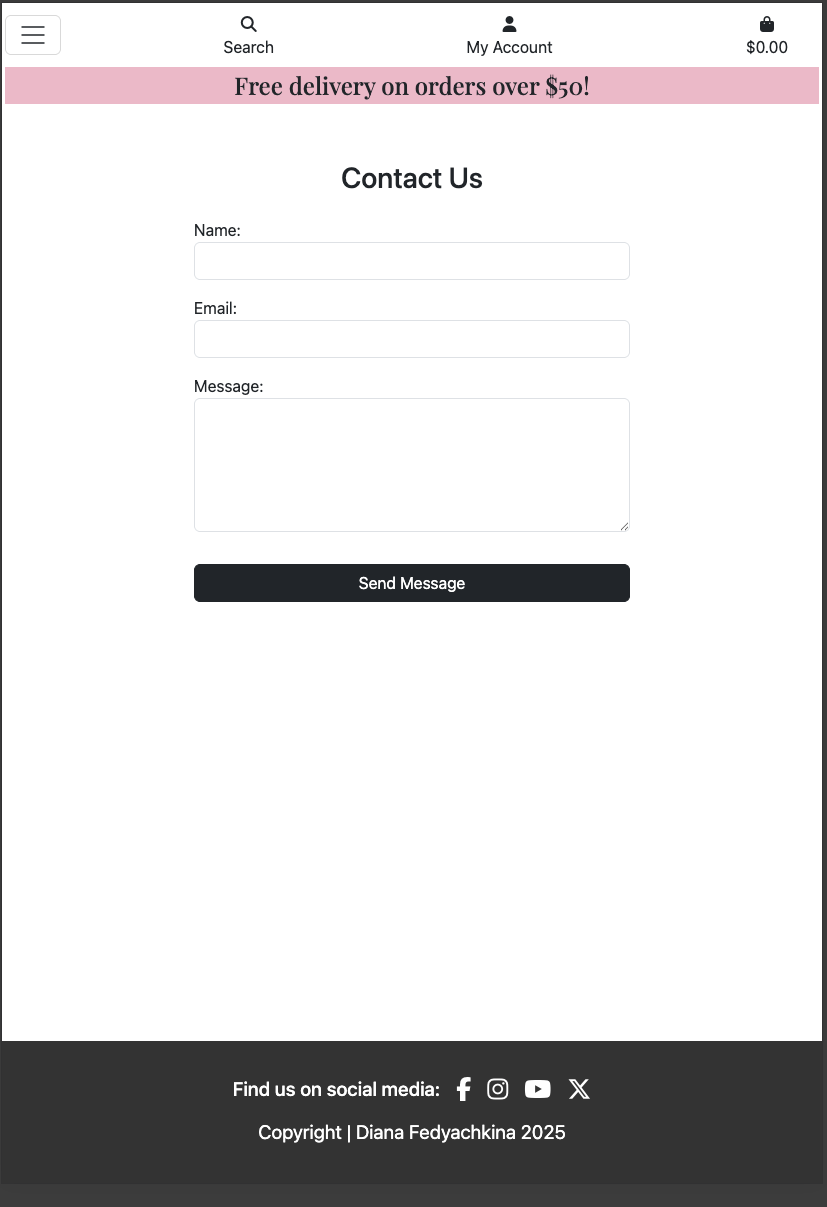 Search
My Account
$0.00
Free delivery on orders over $50!
Contact Us
Name:
Email:
Message:
Send Message
Find us on social media:
Copyright | Diana Fedyachkina 2025